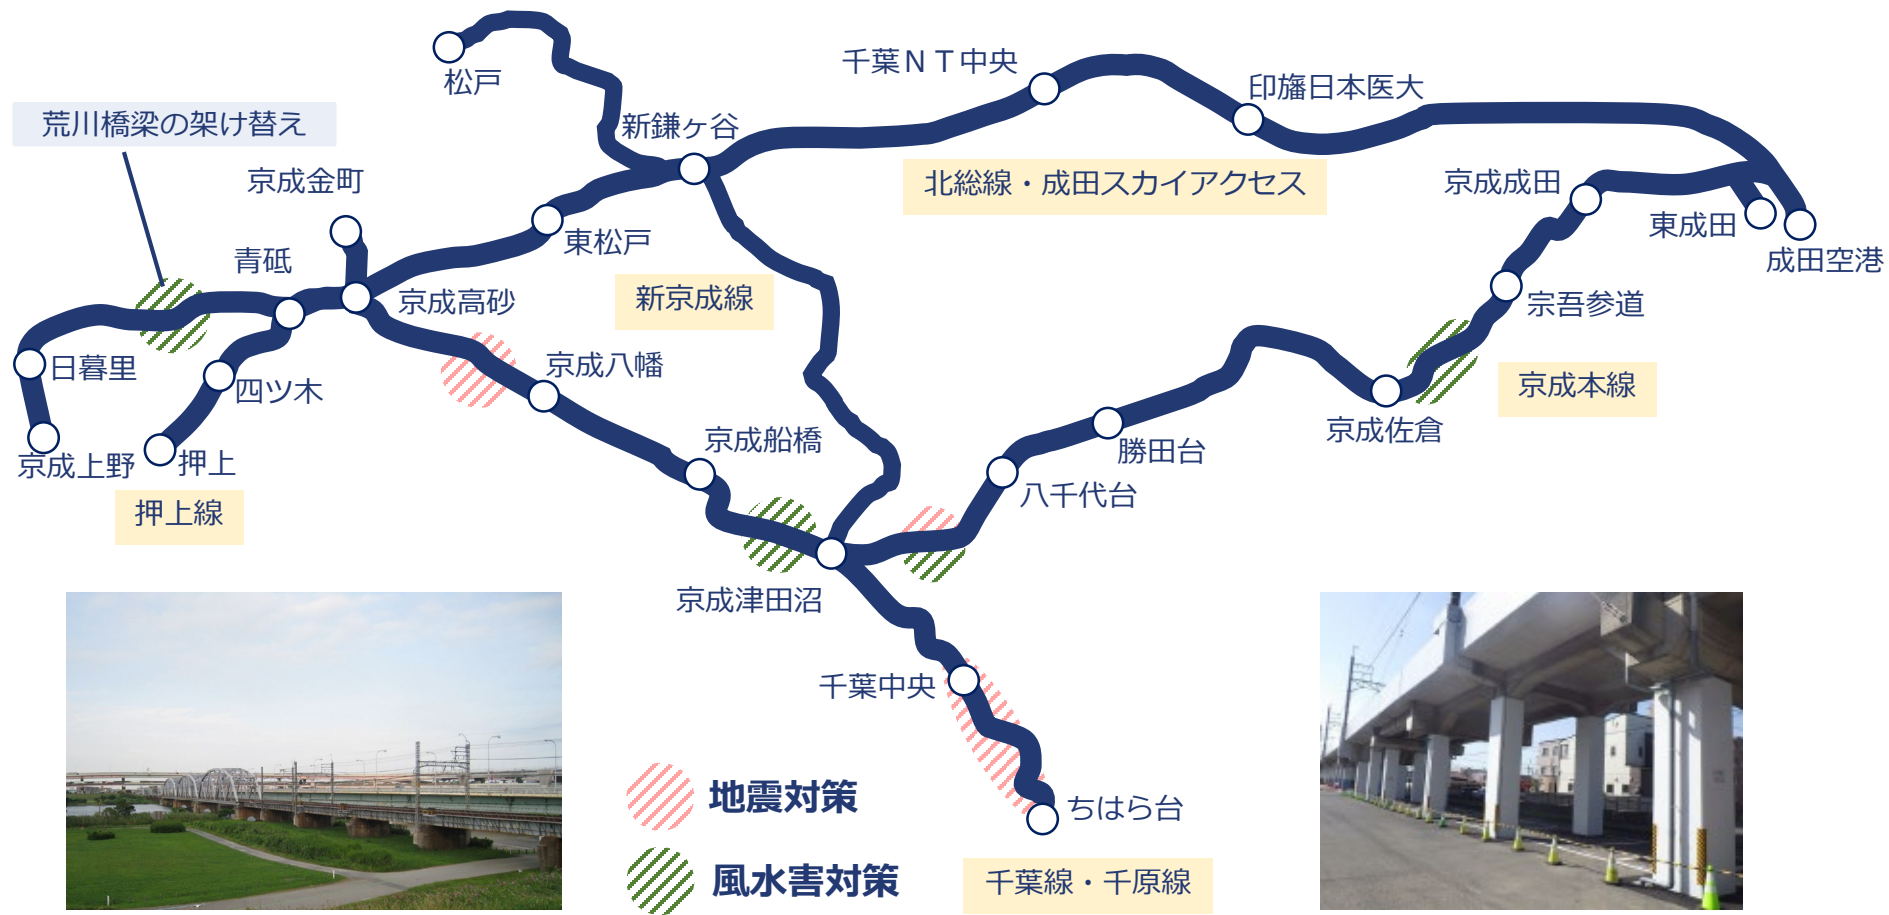 松戸
千葉ＮＴ中央
印旛日本医大
荒川橋梁の架け替え
新鎌ヶ谷
京成金町
北総線・成田スカイアクセス
京成成田
東成田
成田空港
東松戸
青砥
京成高砂
新京成線
宗吾参道
日暮里
四ツ木
京成八幡
京成本線
京成船橋
京成佐倉
勝田台
京成上野
押上
八千代台
押上線
京成津田沼
千葉中央
地震対策
ちはら台
風水害対策
千葉線・千原線